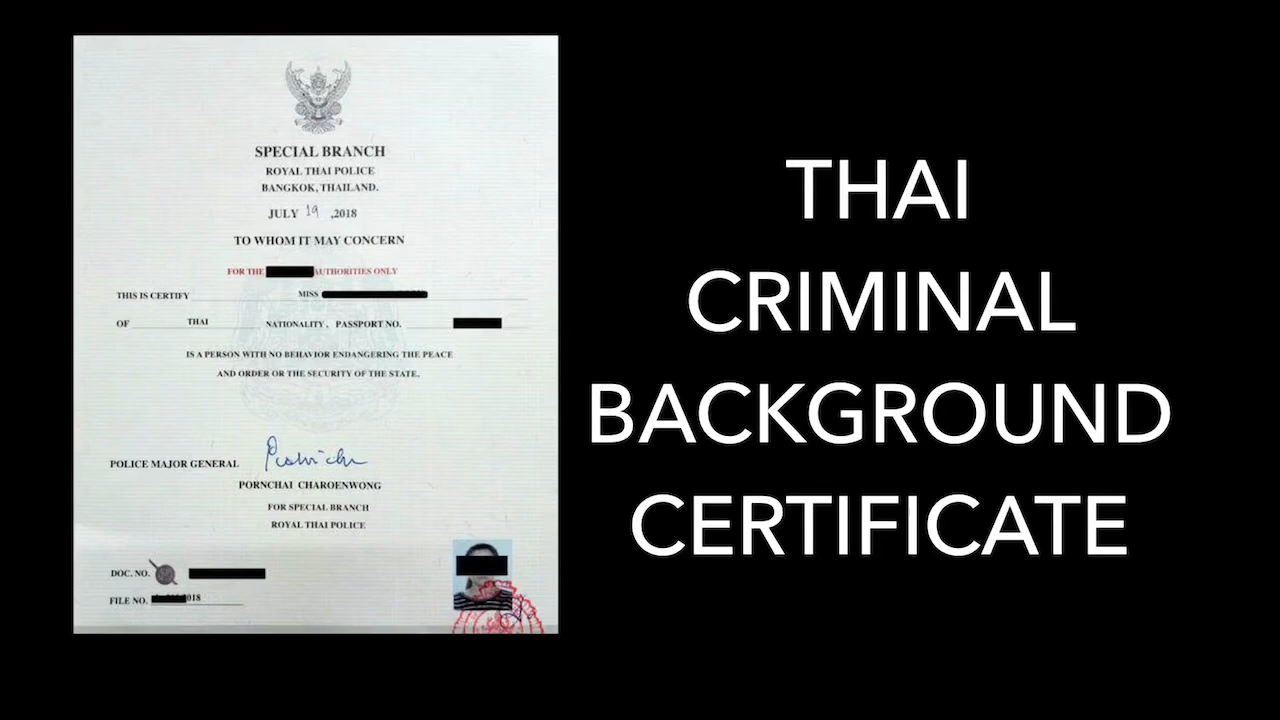 SPECIAL BRANCH
ROYAL THAI POLICE
BANGKOK, THAILAND.
JULY 19 ,2018
TO WHOM IT MAY CONCERN
FOR THE AUTHORITIES ONLY
THIS IS CERTIFY MISS
OF THAI NATIONALITY, PASSPORT NO.
IS A PERSON WITH NO BEHAVIOR ENDANGERING THE PEACE
AND ORDER OR THE SECURITY OF THE STATE.
POLICE MAJOR GENERAL
PORNCHAI CHAROENWONG
FOR SPECIAL BRANCH
ROYAL THAI POLICE
DOC. NO.
FILE NO. 018
THAI
CRIMINAL
BACKGROUND
CERTIFICATE